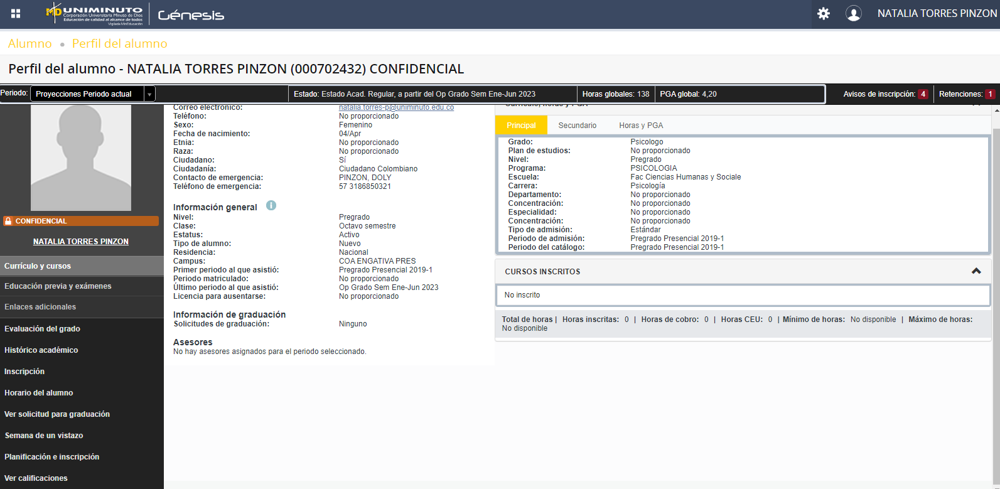 UNIMINUTO
Corporación Universitaria Minuto de Dios
Educación de calidad al alcance de todos
Vigilada MinEducación
Génesis
NATALIA TORRES PINZON
Alumno • Perfil del alumno
Perfil del alumno - NATALIA TORRES PINZON (000702432) CONFIDENCIAL
Periodo: Proyecciones Periodo actual
Estado: Estado Acad. Regular, a partir del Op Grado Sem Ene-Jun 2023
Horas globales: 138
PGA global: 4,20
Avisos de inscripción: 4
Retenciones: 1
CONFIDENCIAL
NATALIA TORRES PINZON
Currículo y cursos
Educación previa y exámenes
Enlaces adicionales
Evaluación del grado
Histórico académico
Inscripción
Horario del alumno
Ver solicitud para graduación
Semana de un vistazo
Planificación e inscripción
Ver calificaciones
Correo electrónico: natalia.torres-p@uniminuto.edu.co
Teléfono: No proporcionado
Sexo: Femenino
Fecha de nacimiento: 04/Apr
Etnia: No proporcionado
Raza: No proporcionado
Ciudadano: Sí
Ciudadanía: Ciudadano Colombiano
Contacto de emergencia: PINZON, DOLY
Teléfono de emergencia: 57 3186850321
Información general
Nivel: Pregrado
Clase: Octavo semestre
Estatus: Activo
Tipo de alumno: Nuevo
Residencia: Nacional
Campus: COA ENGATIVA PRES
Primer periodo al que asistió: Pregrado Presencial 2019-1
Periodo matriculado: No proporcionado
Último periodo al que asistió: Op Grado Sem Ene-Jun 2023
Licencia para ausentarse: No proporcionado
Información de graduación
Solicitudes de graduación: Ninguno
Asesores
No hay asesores asignados para el periodo seleccionado.
Currículo, horas y PGA
Principal Secundario Horas y PGA
Grado: Psicologo
Plan de estudios: No proporcionado
Nivel: Pregrado
Programa: PSICOLOGIA
Escuela: Fac Ciencias Humanas y Sociale
Carrera: Psicología
Departamento: No proporcionado
Concentración: No proporcionado
Especialidad: No proporcionado
Concentración: No proporcionado
Tipo de admisión: Estándar
Periodo de admisión: Pregrado Presencial 2019-1
Periodo del catálogo: Pregrado Presencial 2019-1
CURSOS INSCRITOS
No inscrito
Total de horas | Horas inscritas: 0 | Horas de cobro: 0 | Horas CEU: 0 | Mínimo de horas: No disponible | Máximo de horas:
No disponible